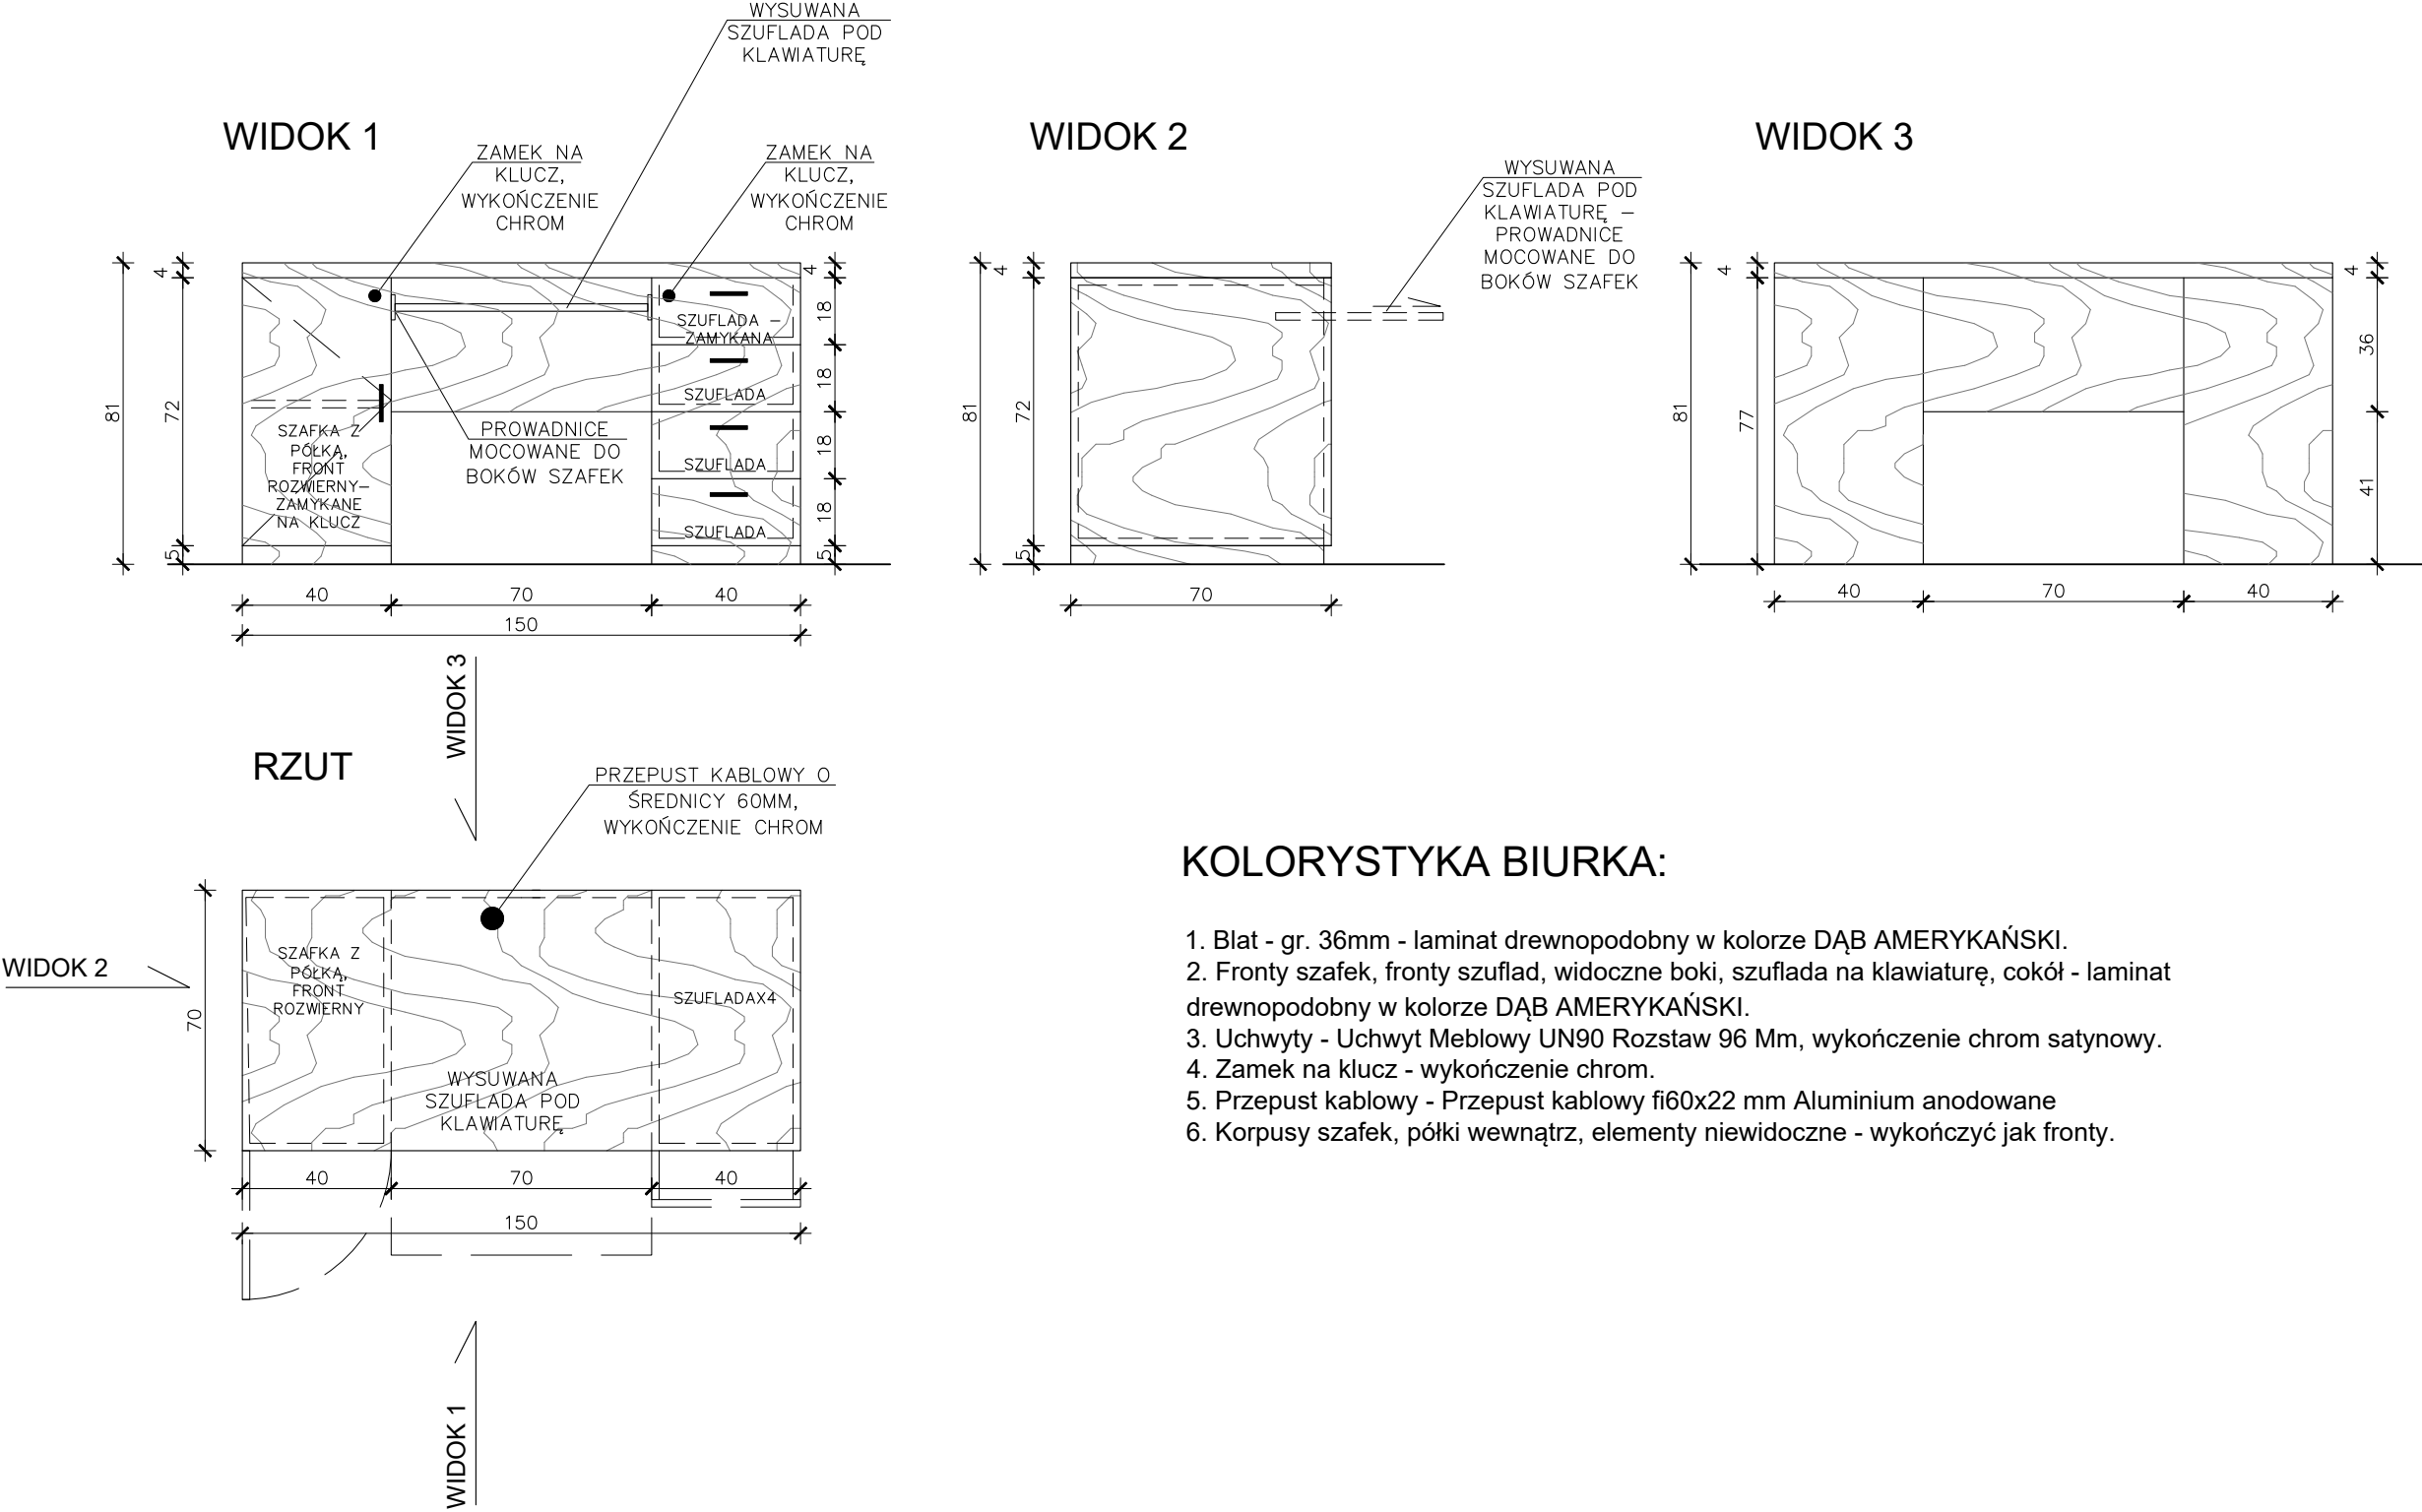 WYSUWANA
SZUFLADA POD
KLAWIATURĘ
WIDOK 1
ZAMEK NA
KLUCZ,
WYKOŃCZENIE
CHROM
ZAMEK NA
KLUCZ,
WYKOŃCZENIE
CHROM
4
81
72
5
SZUFLADA –
ZAMYKANA
SZUFLADA
SZUFLADA
SZUFLADA
SZAFKA Z
PÓŁKĄ,
FRONT
ROZWIERNY–
ZAMYKANE
NA KLUCZ
PROWADNICE
MOCOWANE DO
BOKÓW SZAFEK
4
18
18
18
18
5
40
70
40
150
WIDOK 2
WYSUWANA
SZUFLADA POD
KLAWIATURĘ –
PROWADNICE
MOCOWANE DO
BOKÓW SZAFEK
4
81
72
5
70
WIDOK 3
4
81
77
4
36
41
40
70
40
WIDOK 3
RZUT
PRZEPUST KABLOWY O
ŚREDNICY 60MM,
WYKOŃCZENIE CHROM
WIDOK 2
70
SZAFKA Z
PÓŁKĄ,
FRONT
ROZWIERNY
SZUFLADAX4
WYSUWANA
SZUFLADA POD
KLAWIATURĘ
40
70
40
150
WIDOK 1
KOLORYSTYKA BIURKA:
1. Blat - gr. 36mm - laminat drewnopodobny w kolorze DĄB AMERYKAŃSKI.
2. Fronty szafek, fronty szuflad, widoczne boki, szuflada na klawiaturę, cokół - laminat
drewnopodobny w kolorze DĄB AMERYKAŃSKI.
3. Uchwyty - Uchwyt Meblowy UN90 Rozstaw 96 Mm, wykończenie chrom satynowy.
4. Zamek na klucz - wykończenie chrom.
5. Przepust kablowy - Przepust kablowy fi60x22 mm Aluminium anodowane
6. Korpusy szafek, półki wewnątrz, elementy niewidoczne - wykończyć jak fronty.